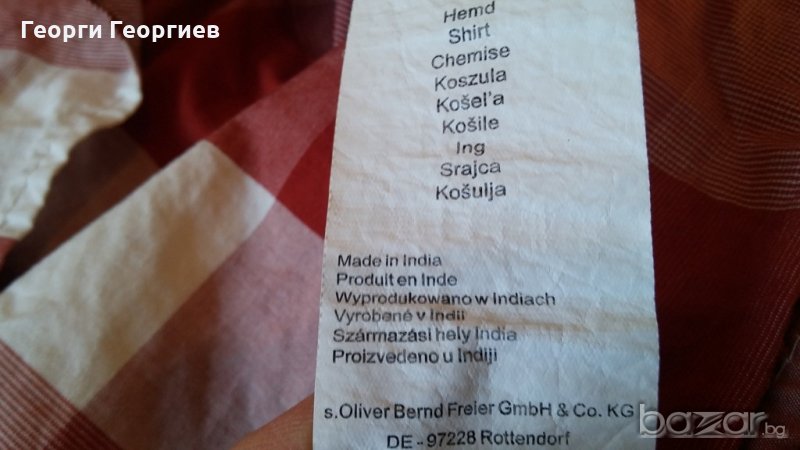 Георги Георгиев
Hemd
Shirt
Chemise
Koszula
Košel'a
Košile
Ing
Srajca
Košulja
Made in India
Produit en Inde
Wyprodukowano w Indiach
Vyrobené v Indii
Származási hely India
Proizvedeno u Indiji
s.Oliver Bernd Freier GmbH & Co. KG
DE -97228 Rottendorf
bazar.bg